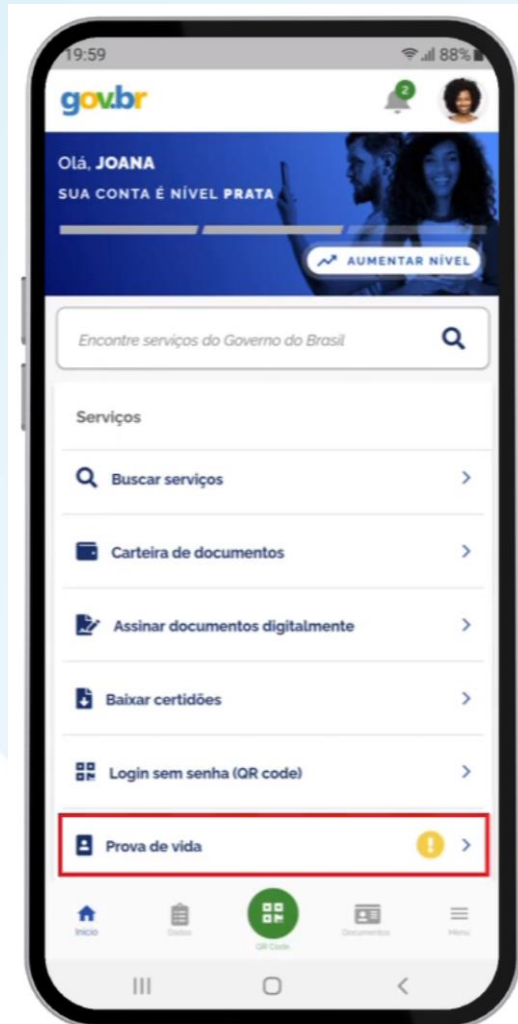 19:59
88%
gov.br
2
Olá, JOANA
SUA CONTA É NÍVEL PRATA
AUMENTAR NÍVEL
Encontre serviços do Governo do Brasil
Serviços
Buscar serviços
Carteira de documentos
Assinar documentos digitalmente
Baixar certidões
Login sem senha (QR code)
Prova de vida
!
Início
Dados
QR Code
Documentos
Menu